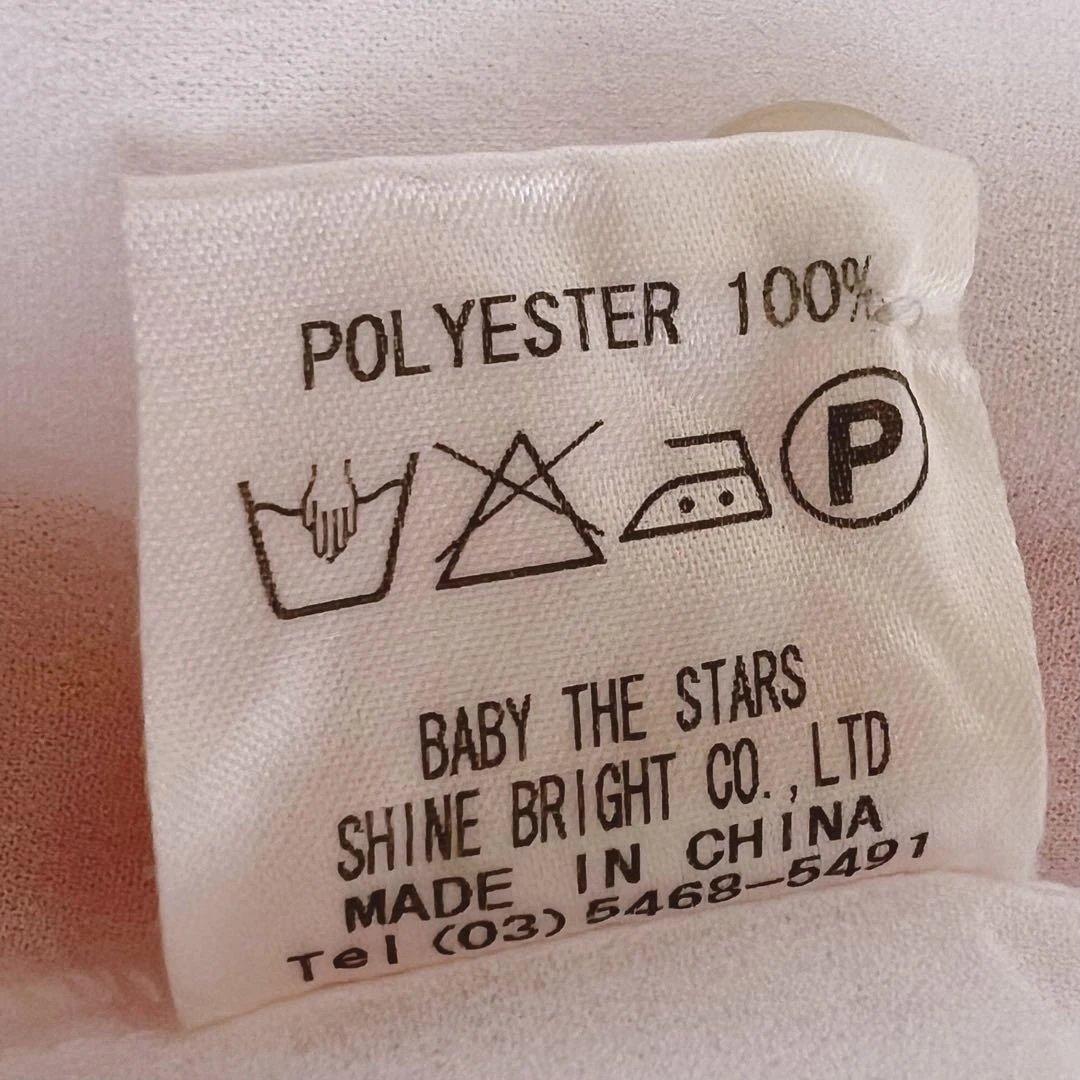 POLYESTER 100%
P
BABY THE STARS
SHINE BRIGHT CO.,LTD
MADE IN CHINA
Tel (03) 5468-5491